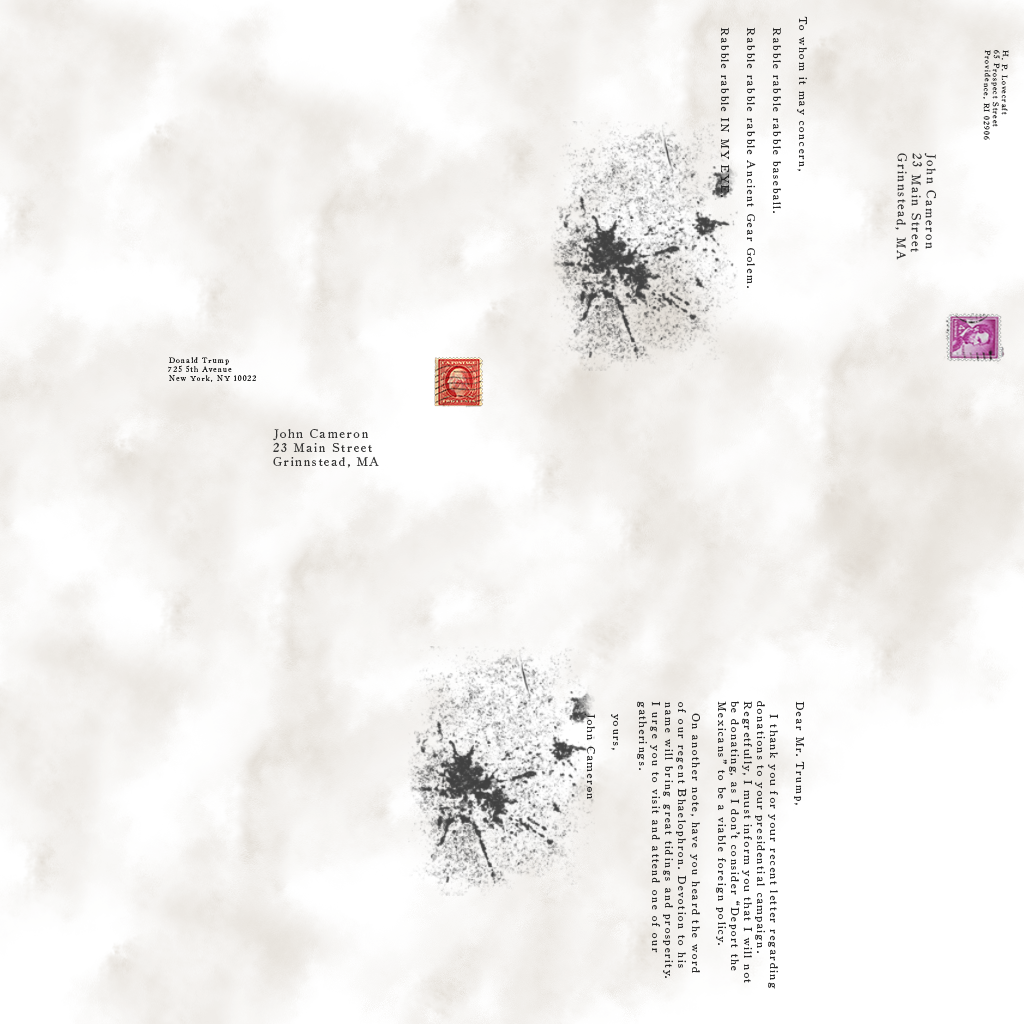 H. P. Lovecraft
65 Prospect Street
Providence, RI 02906
John Cameron
23 Main Street
Grinnstead, MA
To whom it may concern,
Rabble rabble rabble baseball.
Rabble rabble rabble Ancient Gear Golem.
Rabble rabble IN MY EYE.
Donald Trump
725 5th Avenue
New York, NY 10022
John Cameron
23 Main Street
Grinnstead, MA
Dear Mr. Trump,
I thank you for your recent letter regarding
donations to your presidential campaign.
Regretfully, I must inform you that I will not
be donating, as I don't consider “Deport the
Mexicans” to be a viable foreign policy.
On another note, have you heard the word
of our regent Bhaelophron. Devotion to his
name will bring great tidings and prosperity.
I urge you to visit and attend one of our
gatherings.
yours,
John Cameron